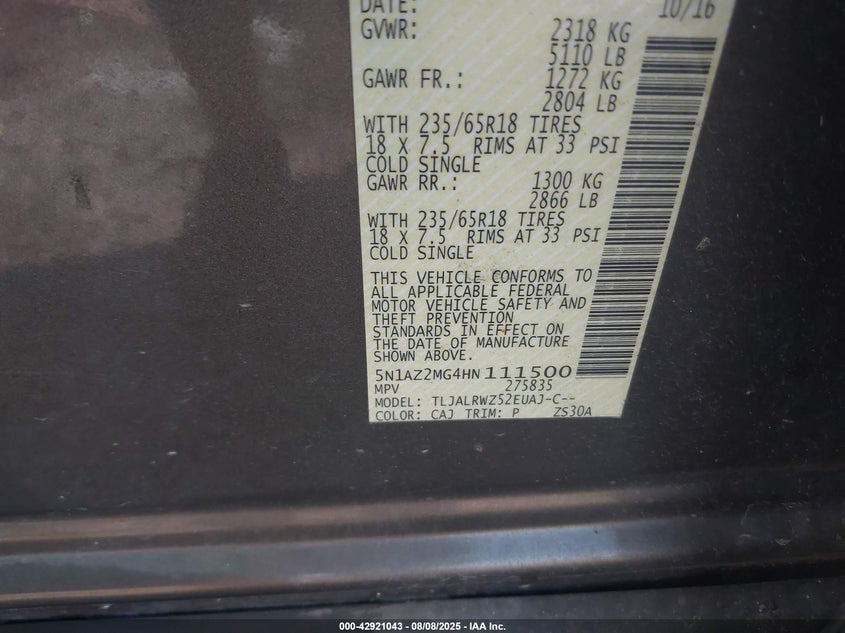 DATE: 10/16
GVWR: 2318 KG
5110 LB
GAWR FR.: 1272 KG
2804 LB
WITH 235/65R18 TIRES
18 X 7.5 RIMS AT 33 PSI
COLD SINGLE
GAWR RR.: 1300 KG
2866 LB
WITH 235/65R18 TIRES
18 X 7.5 RIMS AT 33 PSI
COLD SINGLE
THIS VEHICLE CONFORMS TO
ALL APPLICABLE FEDERAL
MOTOR VEHICLE SAFETY AND
THEFT PREVENTION
STANDARDS IN EFFECT ON
THE DATE OF MANUFACTURE
SHOWN ABOVE.
5N1AZ2MG4HN111500
MPV 275835
MODEL: TLJALRWZ52EUAJ-C--
COLOR: CAJ TRIM: P ZS30A
000-42921043 - 08/08/2025 - IAA Inc.